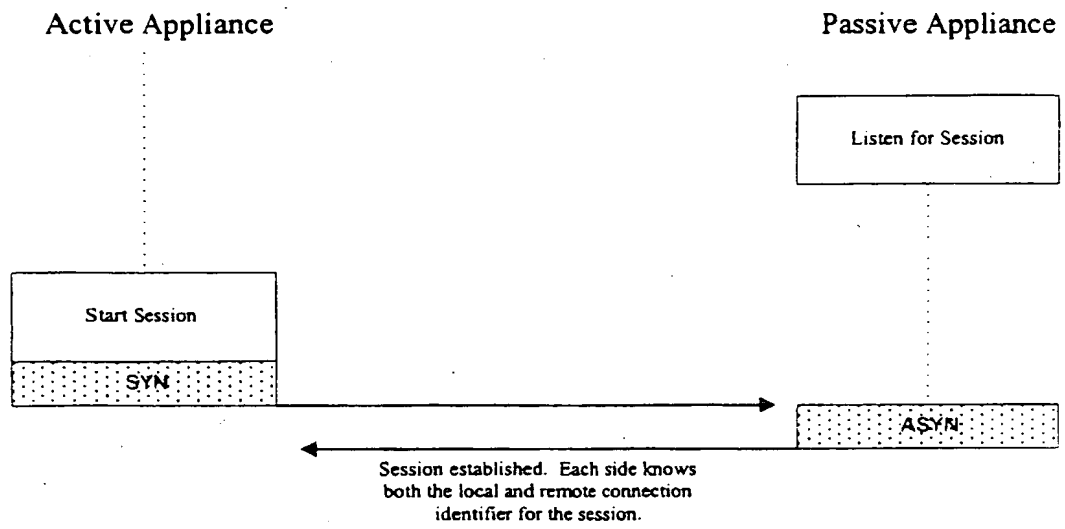 Active Appliance
Passive Appliance
Listen for Session
Start Session
SYN
ASYN
Session established. Each side knows
both the local and remote connection
identifier for the session.